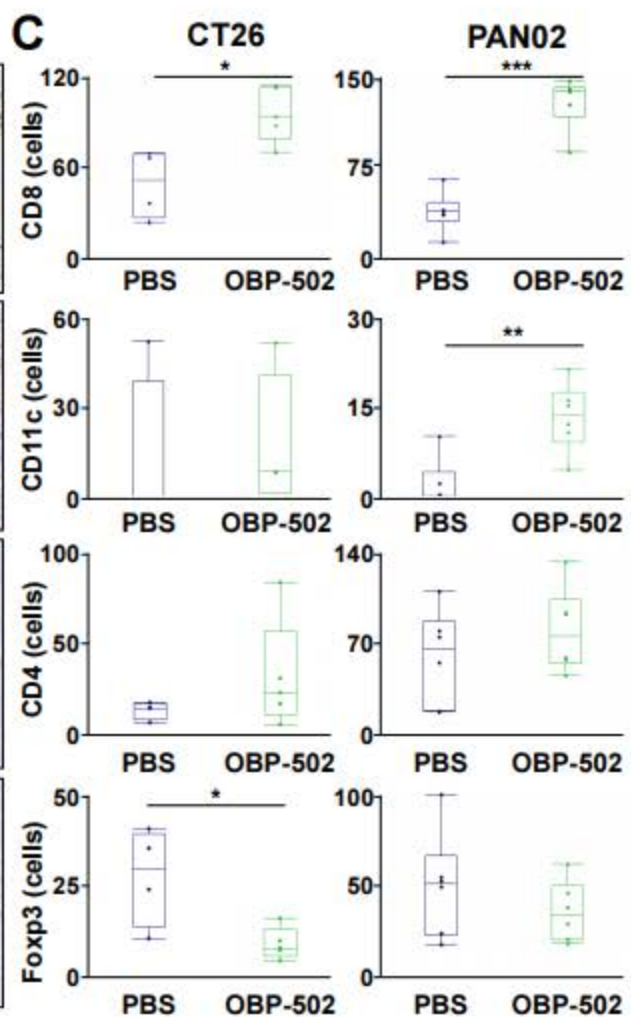 C
CT26 PAN02
* ***
CD8 (cells)
120
60
0
150
75
0
PBS OBP-502 PBS OBP-502
**
CD11c (cells)
60
30
0
30
15
0
PBS OBP-502 PBS OBP-502
CD4 (cells)
100
50
0
140
70
0
PBS OBP-502 PBS OBP-502
*
Foxp3 (cells)
50
25
0
100
50
0
PBS OBP-502 PBS OBP-502